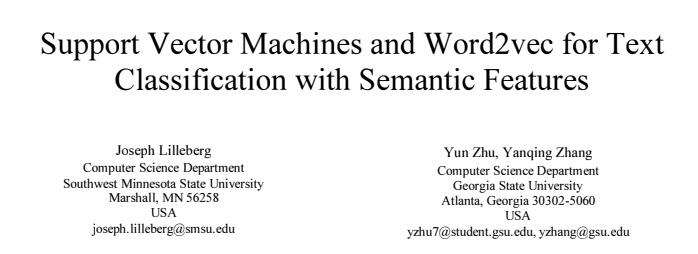 Support Vector Machines and Word2vec for Text
Classification with Semantic Features
Joseph Lilleberg
Computer Science Department
Southwest Minnesota State University
Marshall, MN 56258
USA
joseph.lilleberg@smsu.edu
Yun Zhu, Yanqing Zhang
Computer Science Department
Georgia State University
Atlanta, Georgia 30302-5060
USA
yzhu7@student.gsu.edu, yzhang@gsu.edu